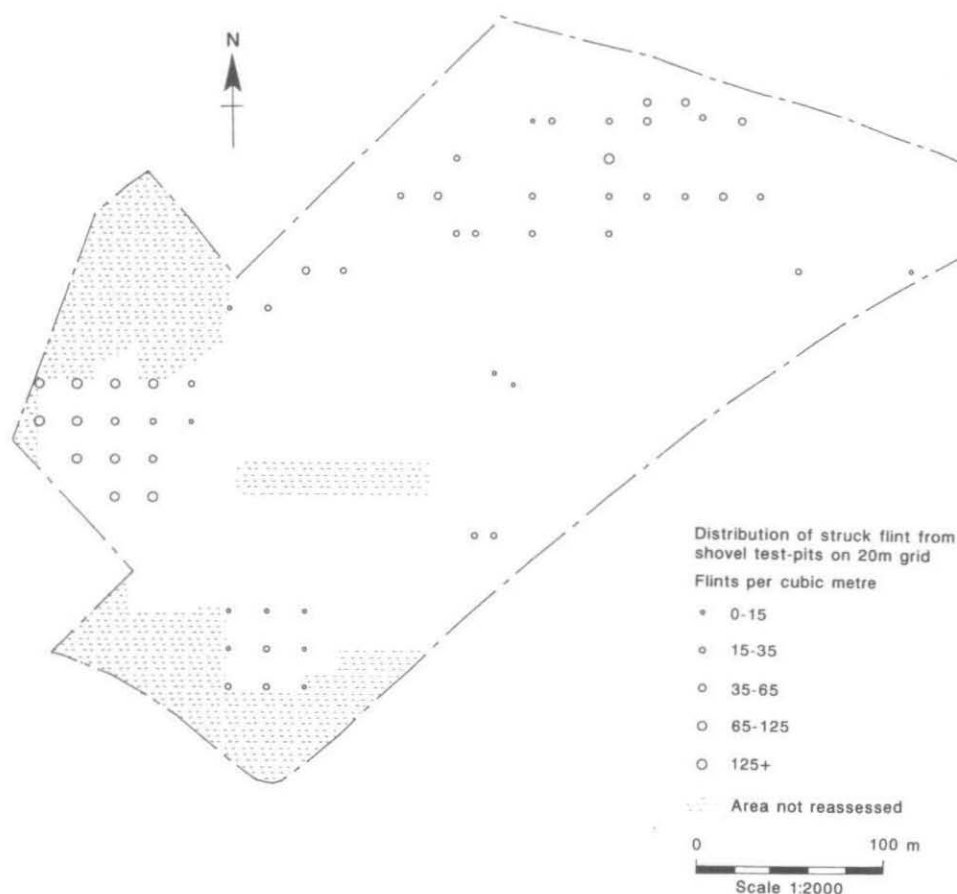 N
Distribution of struck flint from
shovel test-pits on 20m grid
Flints per cubic metre
0-15
15-35
35-65
65-125
125+
Area not reassessed
0 100 m
Scale 1:2000